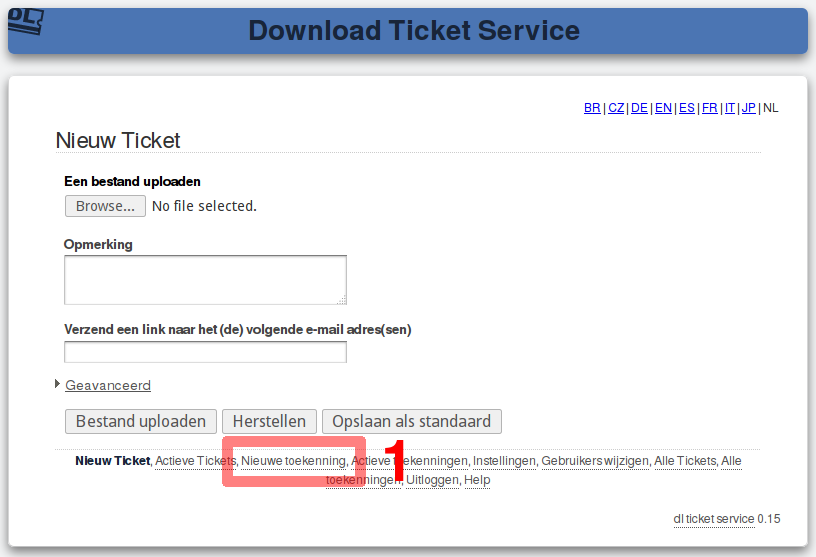 DL
Download Ticket Service
BR | CZ | DE | EN | ES | FR | IT | JP | NL
Nieuw Ticket
Een bestand uploaden
Browse... No file selected.
Opmerking
Verzend een link naar het (de) volgende e-mail adres(sen)
Geavanceerd
Bestand uploaden Herstellen Opslaan als standaard
Nieuw Ticket, Actieve Tickets, Nieuwe toekenning, Actieve toekenningen, Instellingen, Gebruikers wijzigen, Alle Tickets, Alle
toekenningen, Uitloggen, Help
1
dl ticket service 0.15